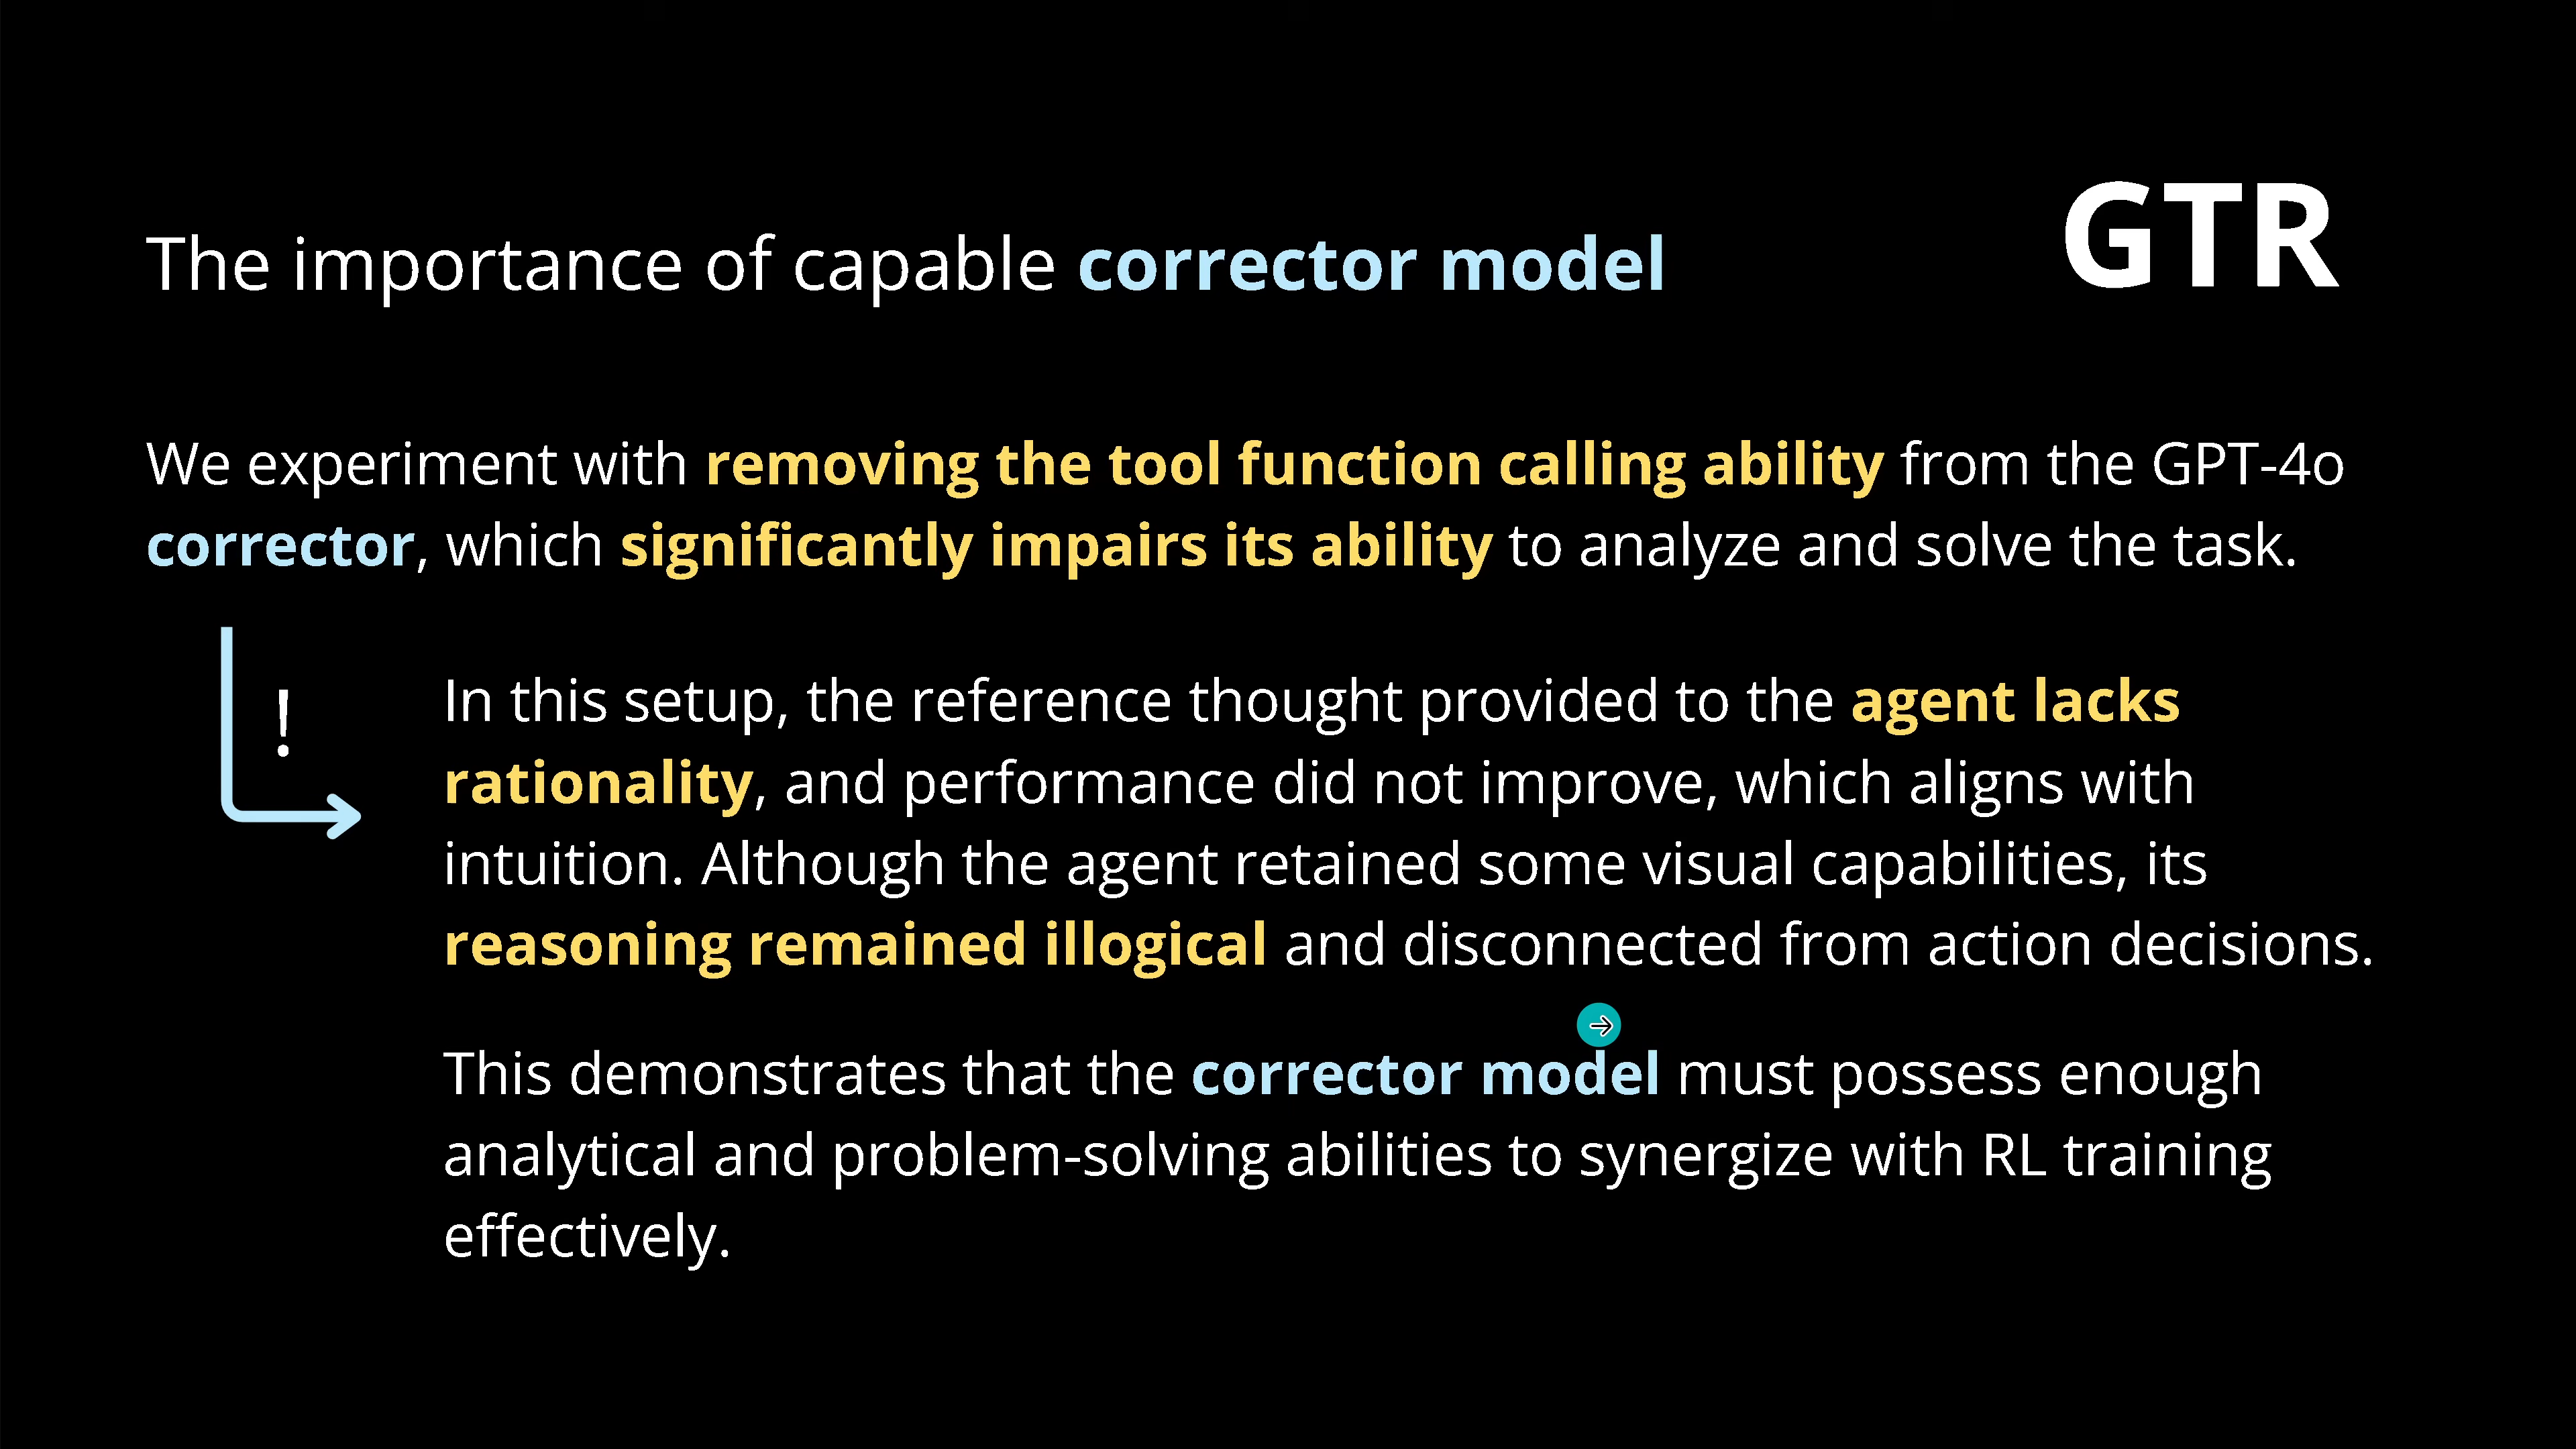 The importance of capable corrector model
GTR
We experiment with removing the tool function calling ability from the GPT-4o
corrector, which significantly impairs its ability to analyze and solve the task.
!
In this setup, the reference thought provided to the agent lacks
rationality, and performance did not improve, which aligns with
intuition. Although the agent retained some visual capabilities, its
reasoning remained illogical and disconnected from action decisions.
This demonstrates that the corrector model must possess enough
analytical and problem-solving abilities to synergize with RL training
effectively.